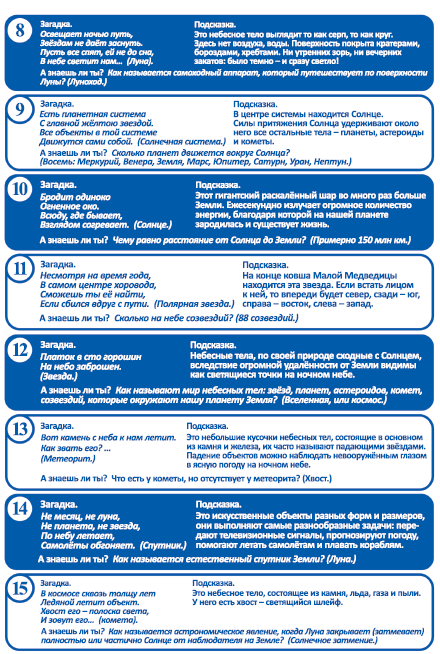 8
Загадка.
Освещает ночью путь,
Звёздам не даёт заснуть.
Пусть все спят, ей не до сна,
В небе светит нам... (Луна).
Подсказка.
Это небесное тело выглядит то как серп, то как круг.
Здесь нет воздуха, воды. Поверхность покрыта кратерами,
бороздами, хребтами. Ни утренних зорь, ни вечерних
закатов: было темно – и сразу светло!
А знаешь ли ты? Как называется самоходный аппарат, который путешествует по поверхности
Луны? (Луноход.)
9
Загадка.
Есть планетная система
С главной жёлтою звездой.
Все объекты в той системе
Движутся сами собой. (Солнечная система.)
Подсказка.
В центре системы находится Солнце.
Силы притяжения Солнца удерживают около
него все остальные тела – планеты, астероиды
и кометы.
А знаешь ли ты? Сколько планет движется вокруг Солнца?
(Восемь: Меркурий, Венера, Земля, Марс, Юпитер, Сатурн, Уран, Нептун.)
10
Загадка.
Бродит одиноко
Огненное око.
Всюду, где бывает,
Взглядом согревает. (Солнце.)
Подсказка.
Этот гигантский раскалённый шар во много раз больше
Земли. Ежесекундно излучает огромное количество
энергии, благодаря которой на нашей планете
зародилась и существует жизнь.
А знаешь ли ты? Чему равно расстояние от Солнца до Земли? (Примерно 150 млн км.)
11
Загадка.
Несмотря на время года,
В самом центре хоровода,
Сможешь ты её найти,
Если сбился вдруг с пути. (Полярная звезда.)
Подсказка.
На конце ковша Малой Медведицы
находится эта звезда. Если встать лицом
к ней, то впереди будет север, сзади – юг,
справа – восток, слева – запад.
А знаешь ли ты? Сколько на небе созвездий? (88 созвездий.)
12
Загадка.
Платок в сто горошин
На небо заброшен.
(Звезда.)
Подсказка.
Небесные тела, по своей природе сходные с Солнцем,
вследствие огромной удалённости от Земли видимы
как светящиеся точки на ночном небе.
А знаешь ли ты? Как называют мир небесных тел: звёзд, планет, астероидов, комет,
созвездий, которые окружают нашу планету Земля? (Вселенная, или космос.)
13
Загадка.
Вот камень с неба к нам летит.
Как звать его? ...
(Метеорит.)
Подсказка.
Это небольшие кусочки небесных тел, состоящие в основном
из камня и железа, их часто называют падающими звёздами.
Падение объектов можно наблюдать невооружённым глазом
в ясную погоду на ночном небе.
А знаешь ли ты? Что есть у кометы, но отсутствует у метеорита? (Хвост.)
14
Загадка.
Не месяц, не луна,
Не планета, не звезда,
По небу летает,
Самолёты обгоняет. (Спутник.)
Подсказка.
Это искусственные объекты разных форм и размеров,
они выполняют самые разнообразные задачи: пере-
дают телевизионные сигналы, прогнозируют погоду,
помогают летать самолётам и плавать кораблям.
А знаешь ли ты? Как называется естественный спутник Земли? (Луна.)
15
Загадка.
В космосе сквозь толщу лет
Ледяной летит объект.
Хвост его – полоска света,
И зовут его... (комета).
Подсказка.
Это небесное тело, состоящее из камня, льда, газа и пыли.
У него есть хвост – светящийся шлейф.
А знаешь ли ты? Как называется астрономическое явление, когда Луна закрывает (затмевает)
полностью или частично Солнце от наблюдателя на Земле? (Солнечное затмение.)